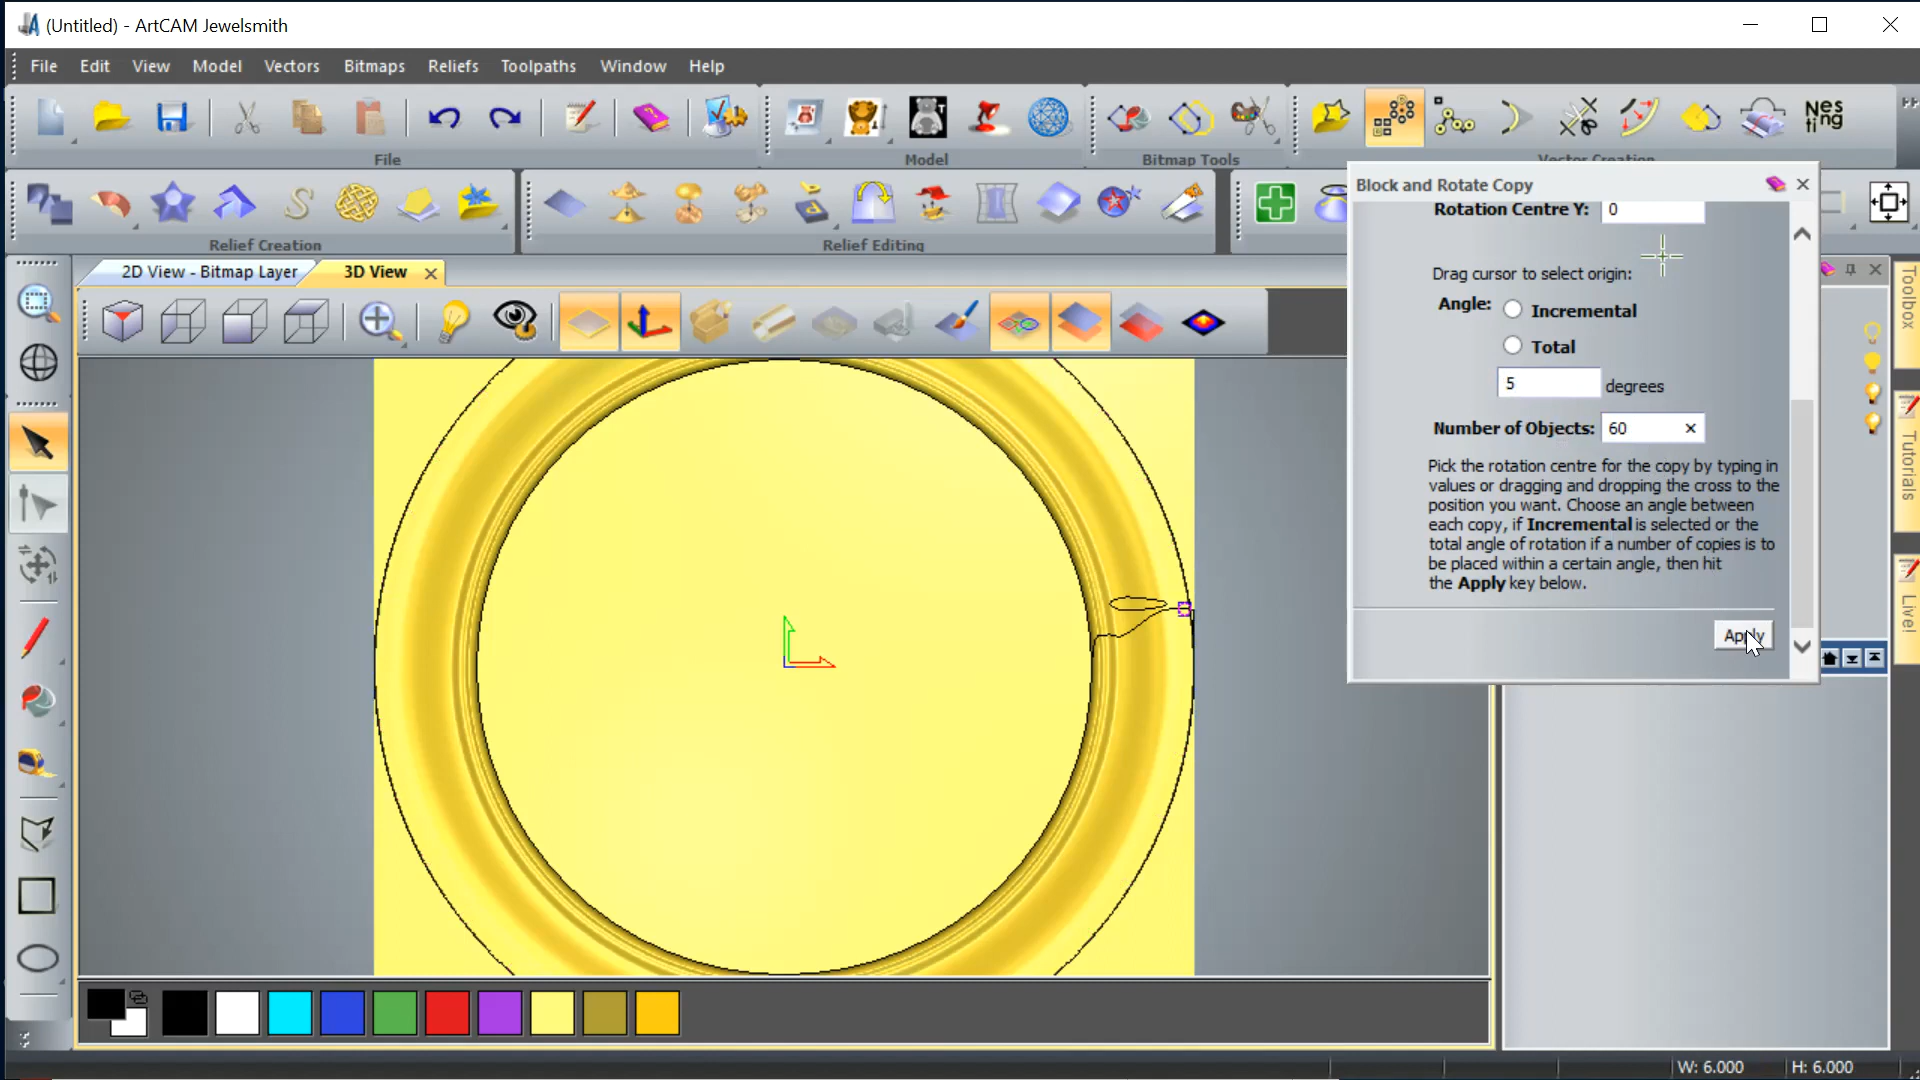 (Untitled) - ArtCAM Jewelsmith
File Edit View Model Vectors Bitmaps Reliefs Toolpaths Window Help
Nes
ting
File Model Bitmap Tools Vector Creation
Block and Rotate Copy
Rotation Centre Y: 0
Relief Creation Relief Editing
2D View - Bitmap Layer 3D View
Drag cursor to select origin:
Angle: Incremental
Total
5 degrees
Number of Objects: 60
Pick the rotation centre for the copy by typing in
values or dragging and dropping the cross to the
position you want. Choose an angle between
each copy, if Incremental is selected or the
total angle of rotation if a number of copies is to
be placed within a certain angle, then hit
the Apply key below.
Apply
Toolbox
Tutorials
Live!
W: 6.000 H: 6.000